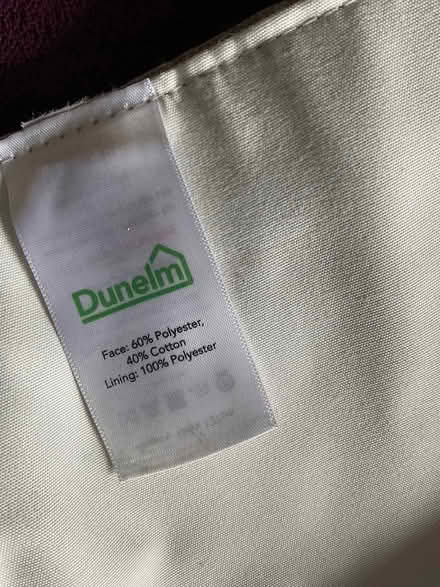 Dunelm
Face: 60% Polyester,
40% Cotton
Lining: 100% Polyester